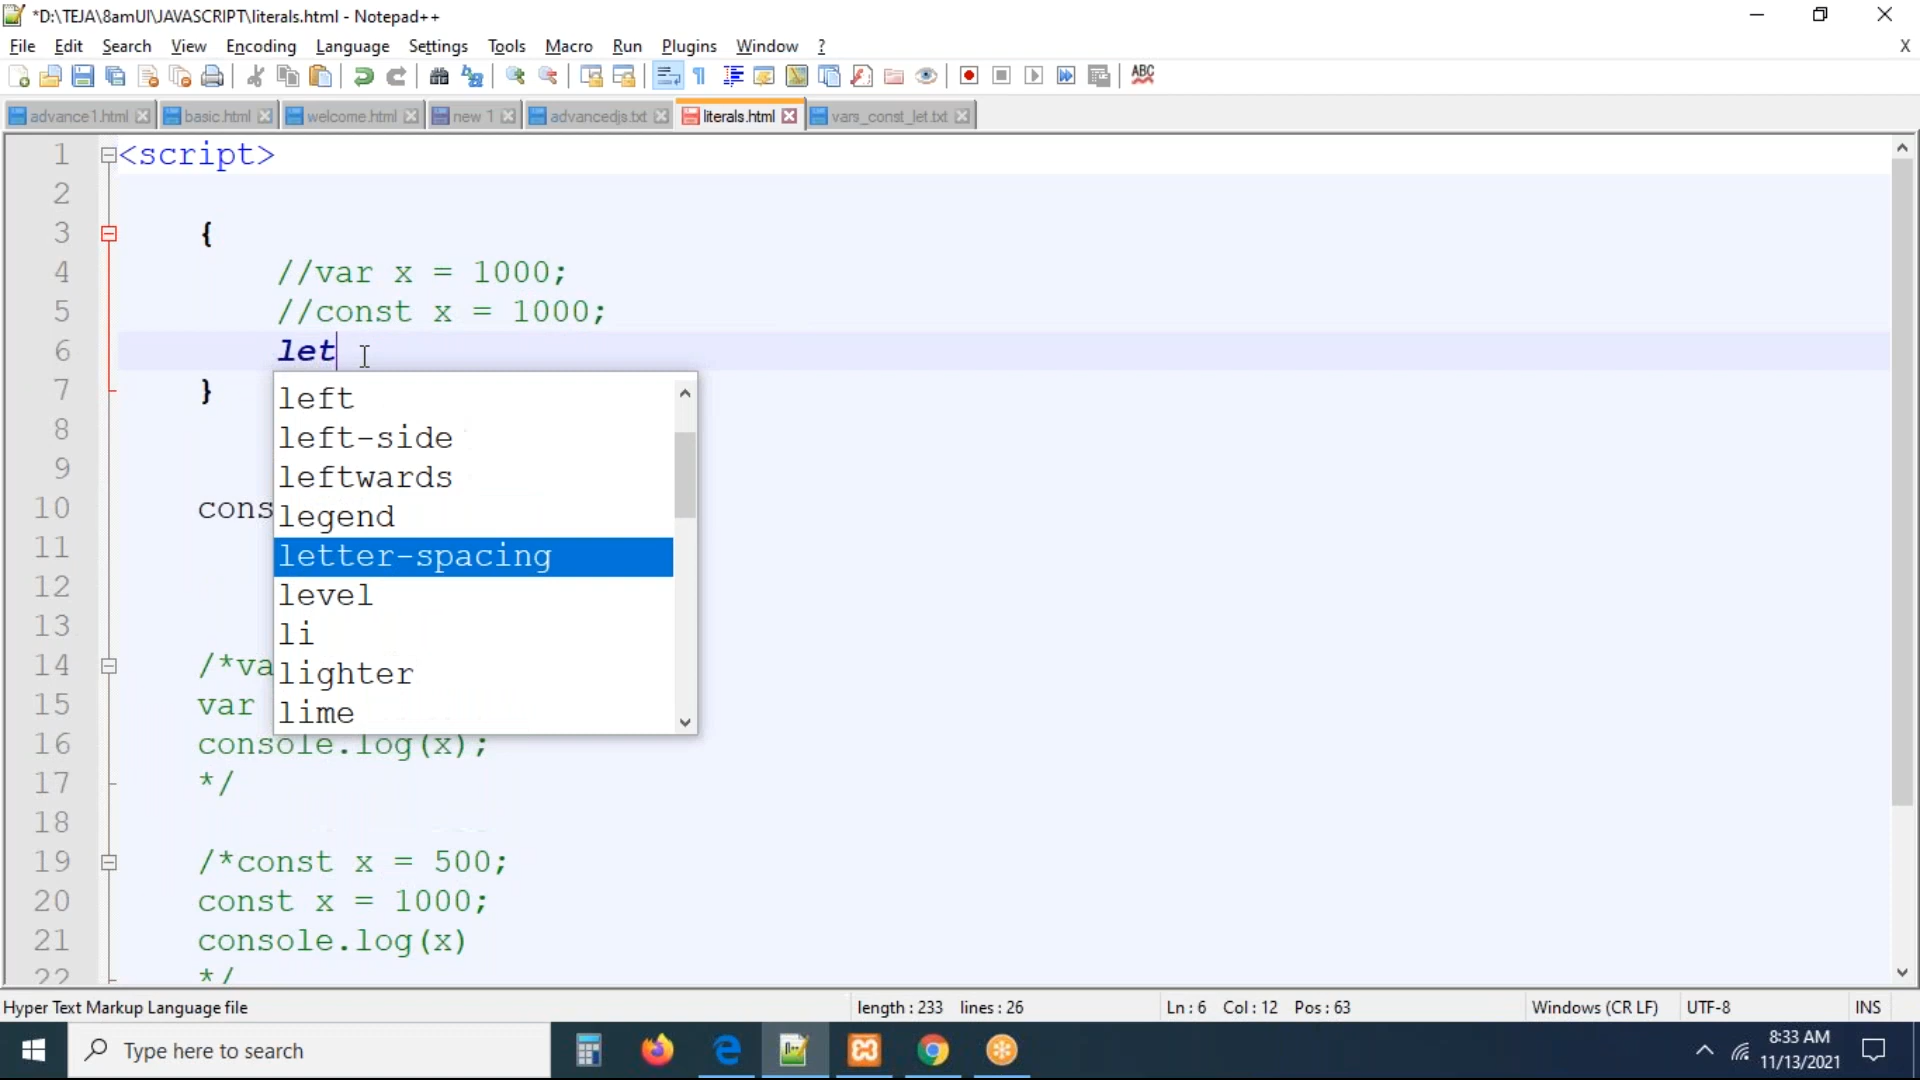 *D:\TEJA\8amUI\JAVASCRIPT\literals.html - Notepad++
File Edit Search View Encoding Language Settings Tools Macro Run Plugins Window ? X
ABC
advance1.html basic.html welcome.html new 1 advancedjs.txt literals.html vars_const_let.txt
1 <script>
2
3 {
4 //var x = 1000;
5 //const x = 1000;
6 let
7 }
left
8
left-side
9
leftwards
10 cons
legend
11
letter-spacing
12
level
13
li
14 /*va
lighter
15 var
lime
16 console.log(x);
17 */
18
19 /*const x = 500;
20 const x = 1000;
21 console.log(x)
22 */
Hyper Text Markup Language file length : 233 lines : 26 Ln : 6 Col : 12 Pos : 63 Windows (CR LF) UTF-8 INS
Type here to search
8:33 AM
11/13/2021